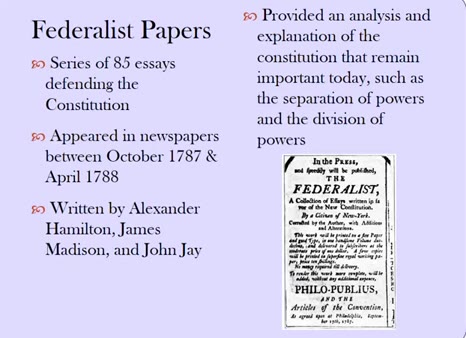 Federalist Papers
Series of 85 essays
defending the
Constitution
Appeared in newspapers
between October 1787 &
April 1788
Written by Alexander
Hamilton, James
Madison, and John Jay
Provided an analysis and
explanation of the
constitution that remain
important today, such as
the separation of powers
and the division of
powers
In the PRESS,
and speedily will be published,
THE
FEDERALIST,
A Collection of Essays written in fa
vor of the New Constitution.
By a Citizen of New-York.
Corrected by the Author, with Additions
and Alterations.
This work will be printed on a fine Paper
and good Type, in one handsome Volume duo-
decimo, and delivered to subscribers at the
moderate price of one dollar. A few copies
will be printed on superfine royal writing pa-
per, price ten shillings.
No money required till delivery.
To render this work more complete, will be
added, without any additional expence,
PHILO-PUBLIUS,
AND THE
Articles of the Convention,
As agreed upon at Philadelphia, Septem-
ber 17th, 1787.